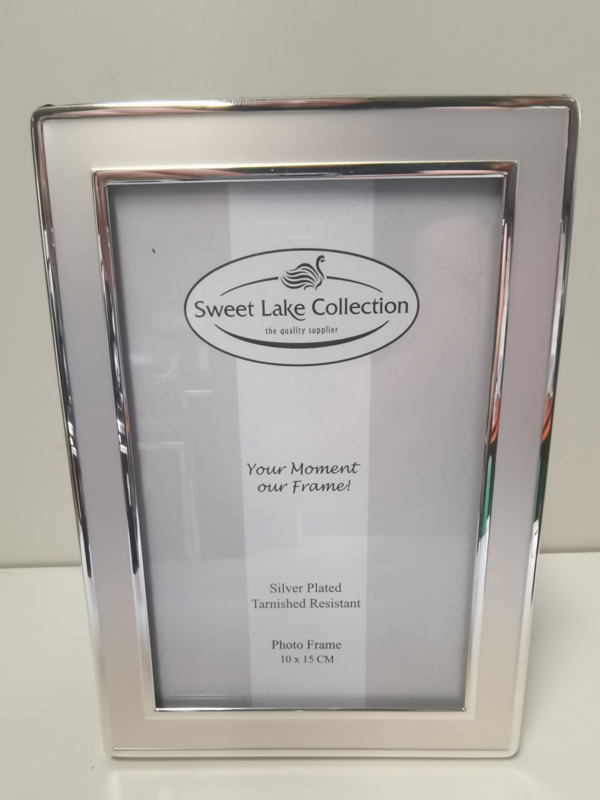 Sweet Lake Collection
the quality supplier
Your Moment
our Frame!
Silver Plated
Tarnished Resistant
Photo Frame
10 x 15 CM